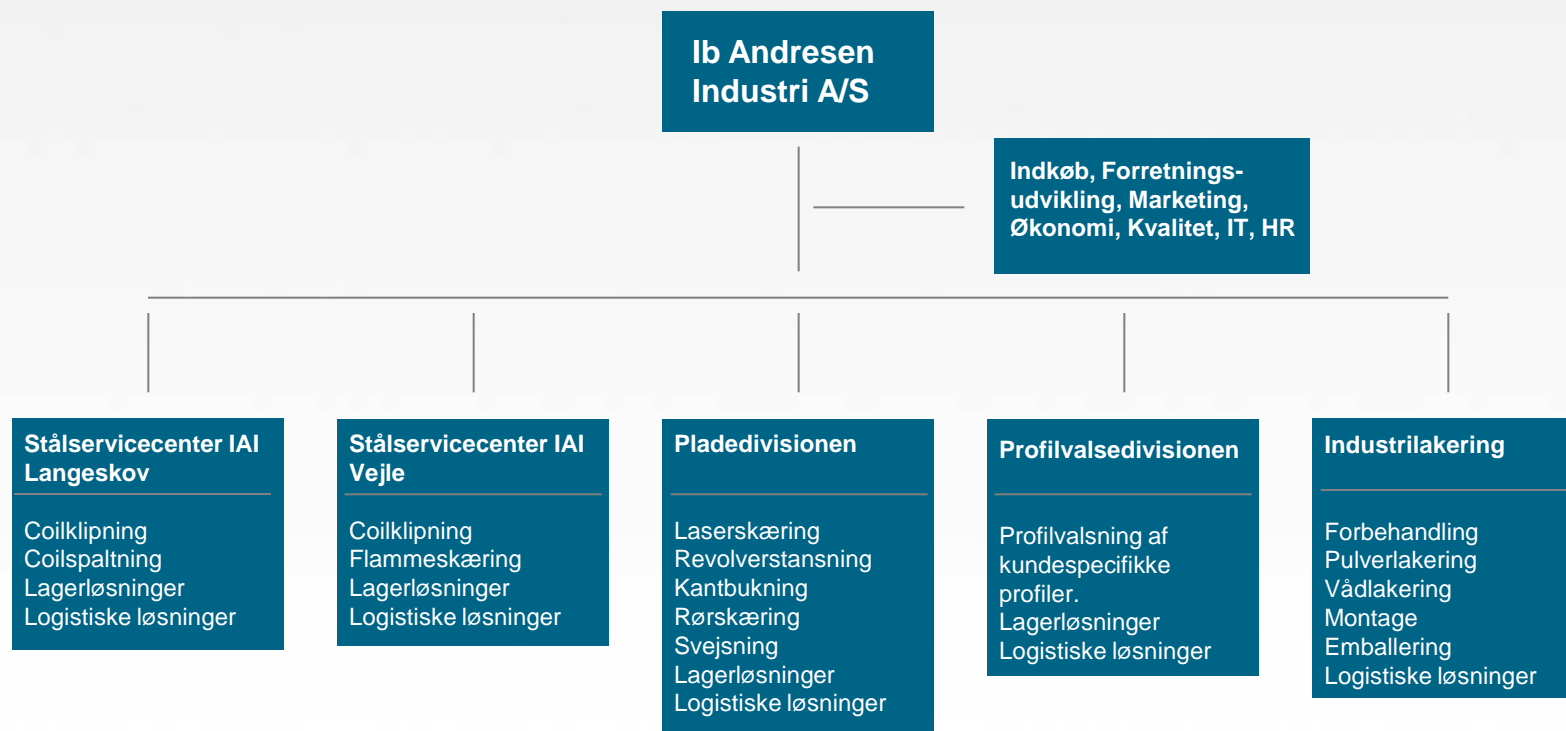 Ib Andresen
Industri A/S
Indkøb, Forretnings-
udvikling, Marketing,
Økonomi, Kvalitet, IT, HR
Stålservicecenter IAI
Langeskov
Coilklipning
Coilspaltning
Lagerløsninger
Logistiske løsninger
Stålservicecenter IAI
Vejle
Coilklipning
Flammeskæring
Lagerløsninger
Logistiske løsninger
Pladedivisionen
Laserskæring
Revolverstansning
Kantbukning
Rørskæring
Svejsning
Lagerløsninger
Logistiske løsninger
Profilvalsedivisionen
Profilvalsning af
kundespecifikke
profiler.
Lagerløsninger
Logistiske løsninger
Industrilakering
Forbehandling
Pulverlakering
Vådlakering
Montage
Emballering
Logistiske løsninger